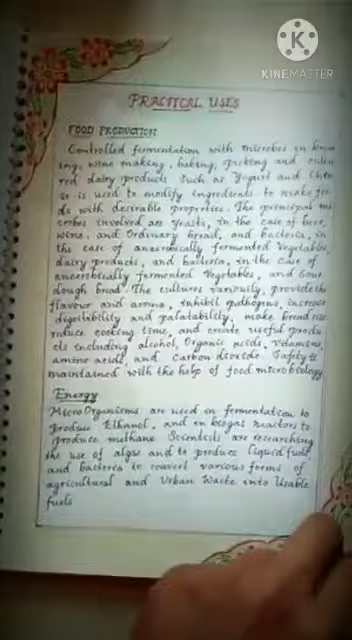 KINEMASTER
PRACTICAL USES
FOOD PRODUCTION
Controlled fermentation with microbes in brew
ing, wine making, baking, pickling and cultu
red dairy products such as Yogurt and Chee
se is used to modify ingredients to make foo
ds with desirable properties. The principal mi
crobes involved are Yeasts, in the case of beer,
wine, and ordinary bread, and bacteria, in
the case of anaerobically fermented Vegetables,
dairy products, and bacteria, in the case of
anaerobically fermented Vegetables, and Sour
dough bread. The cultures variously, provide the
flavour and aroma, inhibit pathogens, increase
digestibility and palatability, make bread rise
reduce cooking time, and create useful produ
cts including alcohol, Organic acids, Vitamins,
amino acids, and Carbon dioxide Safety is
maintained with the help of food microbiology
Energy
Micro Organisms are used in fermentation to
produce Ethanol, and in biogas reactors to
produce methane Scientists are researching
the use of algae and to produce liquid fuels,
and bacteria to convert various forms of
agricultural and Urban Waste into Usable
fuels